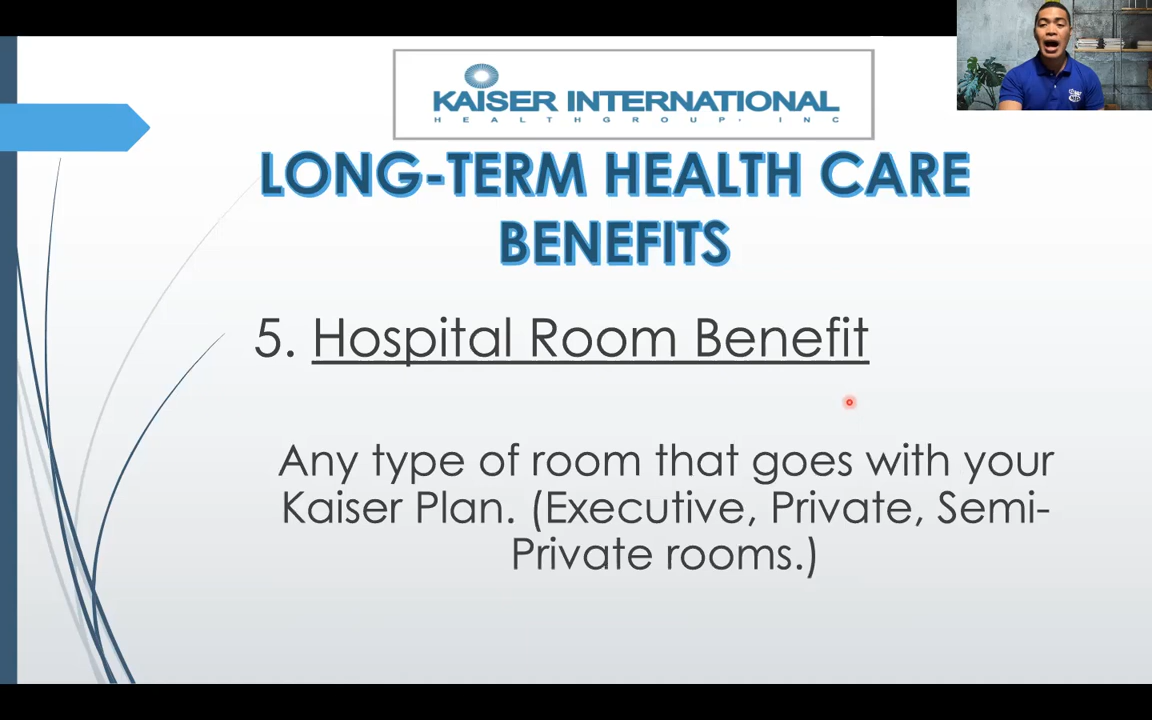 KAISER INTERNATIONAL
HEALTHGROUP, INC
LONG-TERM HEALTH CARE
BENEFITS
5. Hospital Room Benefit
Any type of room that goes with your
Kaiser Plan. (Executive, Private, Semi-
Private rooms.)